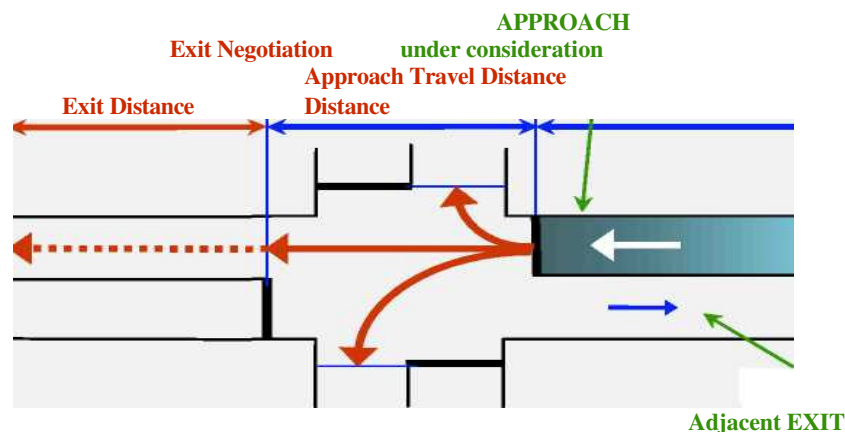 APPROACH
Exit Negotiation under consideration
Approach Travel Distance
Exit Distance Distance
Adjacent EXIT